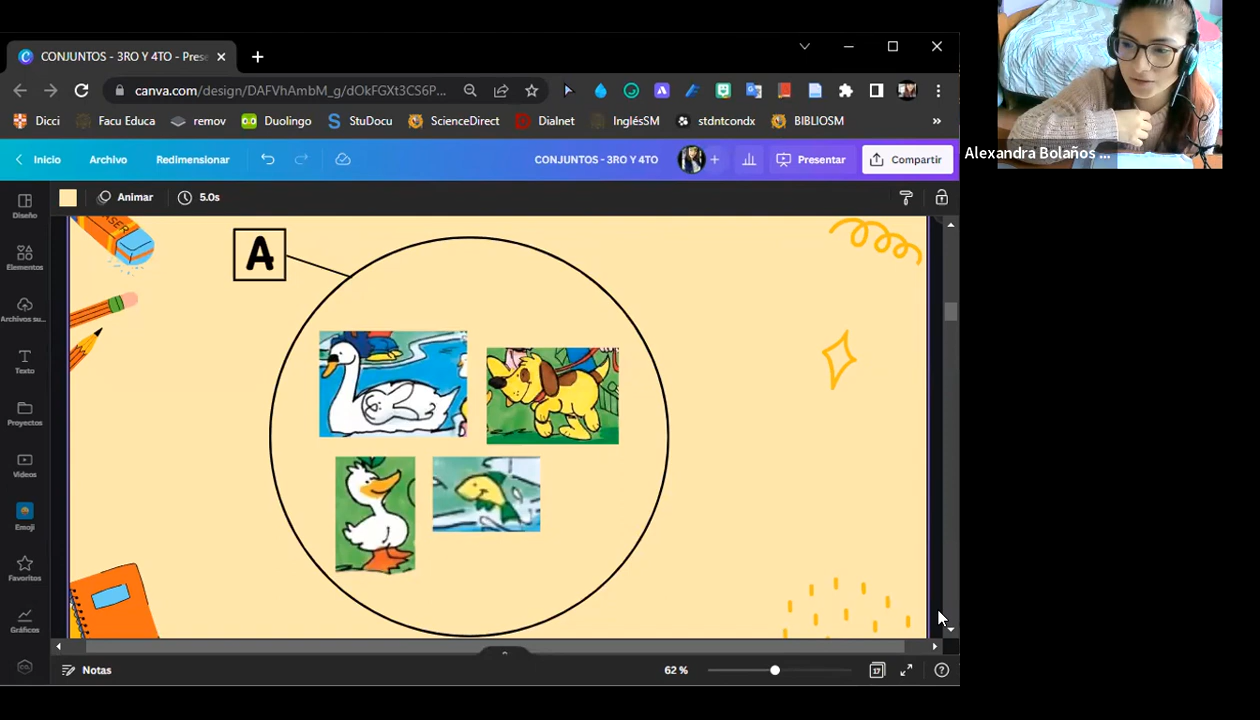 CONJUNTOS - 3RO Y 4TO - Prese
canva.com/design/DAFVhAmbM_g/dOkFGXt3CS6P...
Dicci
Facu Educa
remov
Duolingo
StuDocu
ScienceDirect
Dialnet
InglésSM
stdntcondx
BIBLIOSM
»
Inicio
Archivo
Redimensionar
CONJUNTOS - 3RO Y 4TO
Presentar
Compartir
Animar
5.0s
Diseño
Elementos
Archivos su...
Texto
Proyectos
Videos
Emoji
Favoritos
Gráficos
A
Notas
62 %
17
Alexandra Bolaños ...